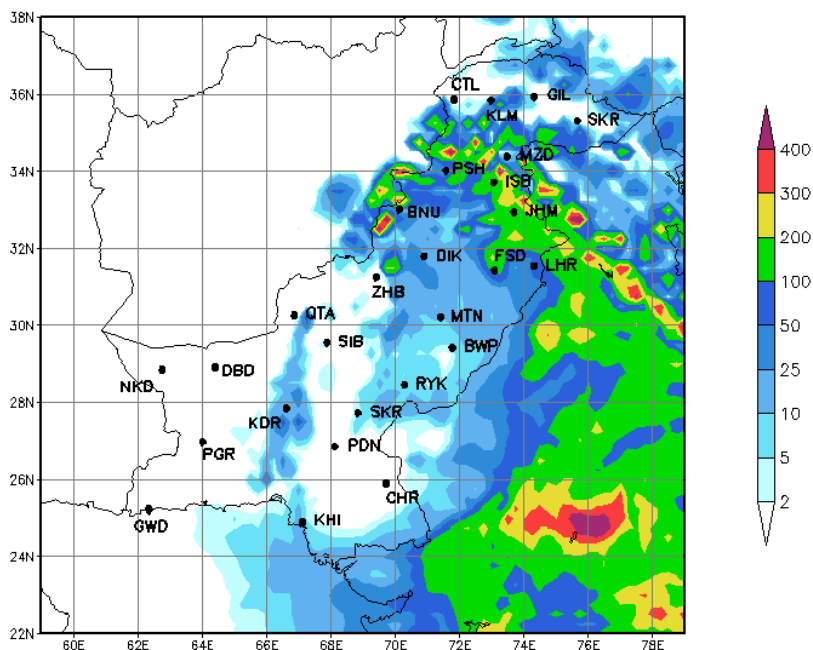 38N
36N
34N
32N
30N
28N
26N
24N
22N
60E 62E 64E 66E 68E 70E 72E 74E 76E 78E
CTL
KLM
GIL
SKR
MZD
PSH
ISB
BNU
JHM
DIK
FSD
LHR
ZHB
QTA
MTN
SIB
BWP
NKD
DBD
RYK
KDR
SKR
PGR
PDN
CHR
GWD
KHI
400
300
200
100
50
25
10
5
2